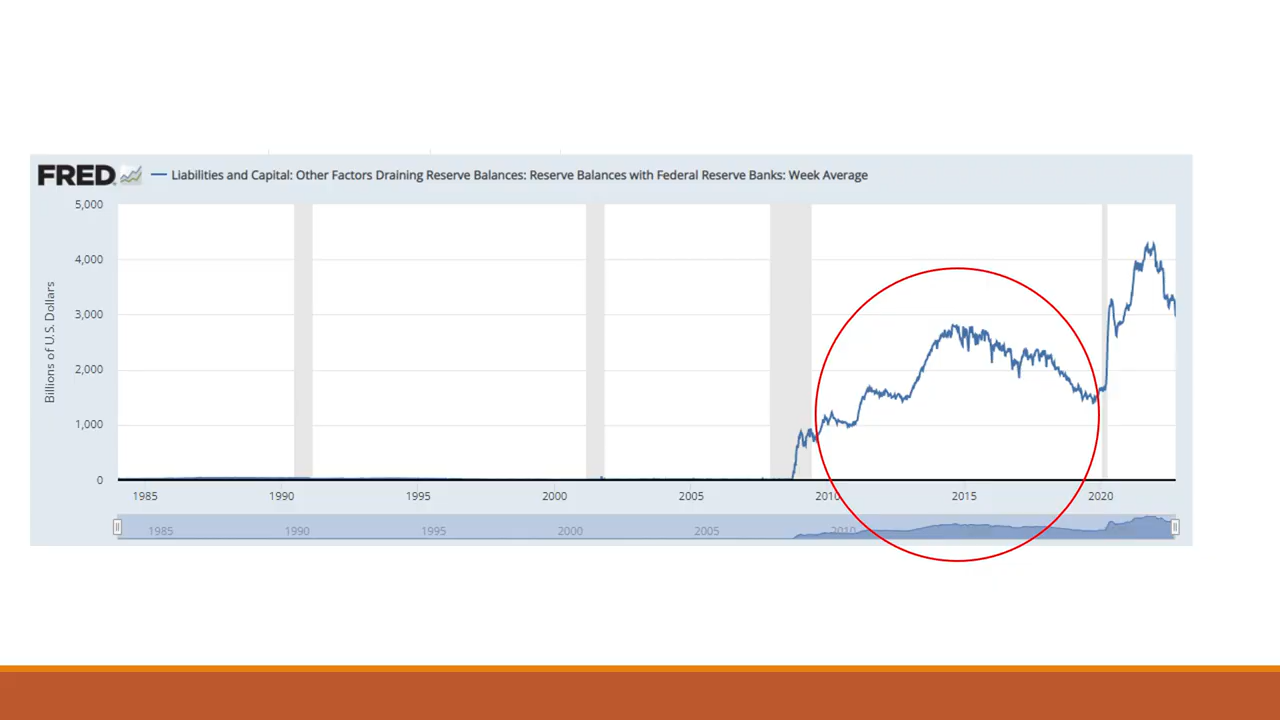 FRED
Liabilities and Capital: Other Factors Draining Reserve Balances: Reserve Balances with Federal Reserve Banks: Week Average
Billions of U.S. Dollars
5,000
4,000
3,000
2,000
1,000
0
1985 1990 1995 2000 2005 2010 2015 2020
1985 1990 1995 2000 2005 2010